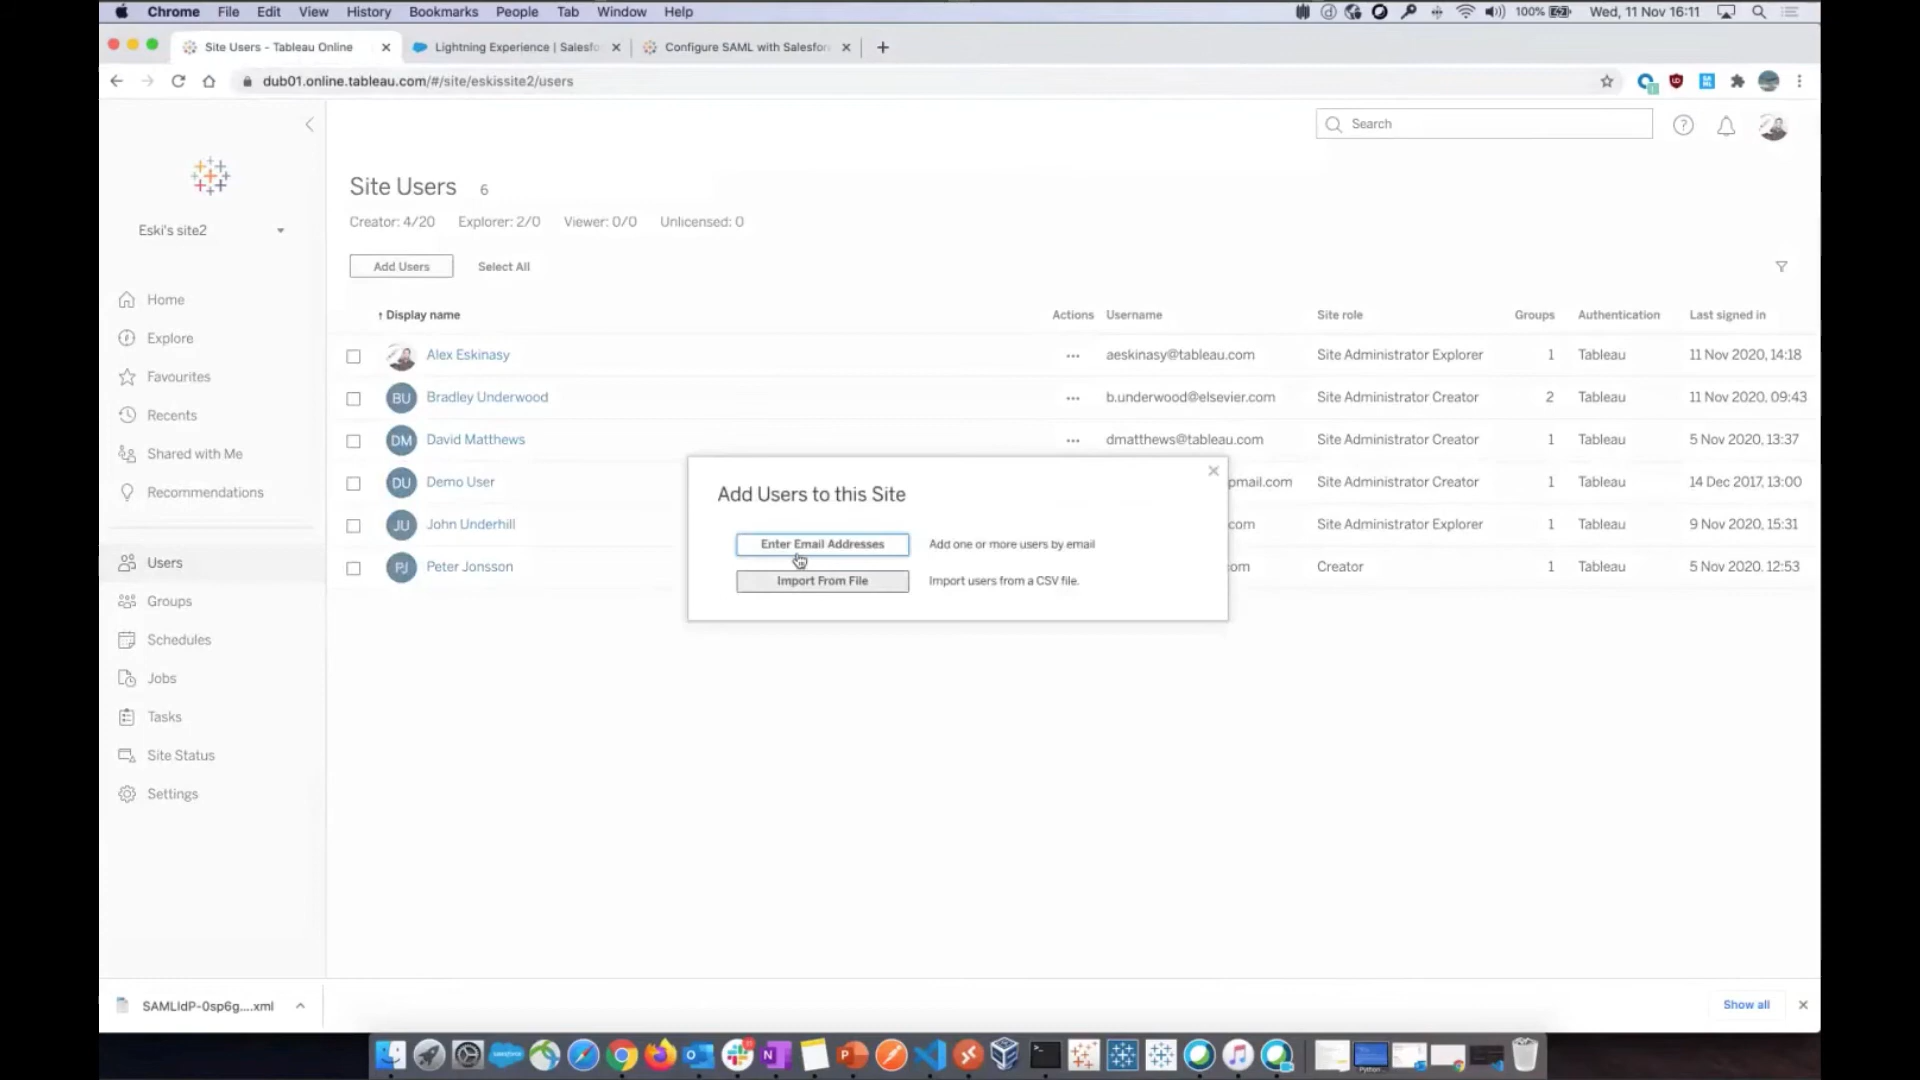 Chrome File Edit View History Bookmarks People Tab Window Help 100% Wed, 11 Nov 16:11
Site Users - Tableau Online Lightning Experience | Salesfo Configure SAML with Salesforc
dub01.online.tableau.com/#/site/eskissite2/users
Search
Eski's site2
Home
Explore
Favourites
Recents
Shared with Me
Recommendations
Users
Groups
Schedules
Jobs
Tasks
Site Status
Settings
Site Users 6
Creator: 4/20 Explorer: 2/0 Viewer: 0/0 Unlicensed: 0
Add Users Select All
↑ Display name Actions Username Site role Groups Authentication Last signed in
Alex Eskinasy ... aeskinasy@tableau.com Site Administrator Explorer 1 Tableau 11 Nov 2020, 14:18
BU Bradley Underwood ... b.underwood@elsevier.com Site Administrator Creator 2 Tableau 11 Nov 2020, 09:43
DM David Matthews ... dmatthews@tableau.com Site Administrator Creator 1 Tableau 5 Nov 2020, 13:37
DU Demo User mail.com Site Administrator Creator 1 Tableau 14 Dec 2017, 13:00
JU John Underhill com Site Administrator Explorer 1 Tableau 9 Nov 2020, 15:31
PJ Peter Jonsson om Creator 1 Tableau 5 Nov 2020, 12:53
Add Users to this Site
Enter Email Addresses Add one or more users by email
Import From File Import users from a CSV file.
SAMLIdP-0sp6g....xml Show all